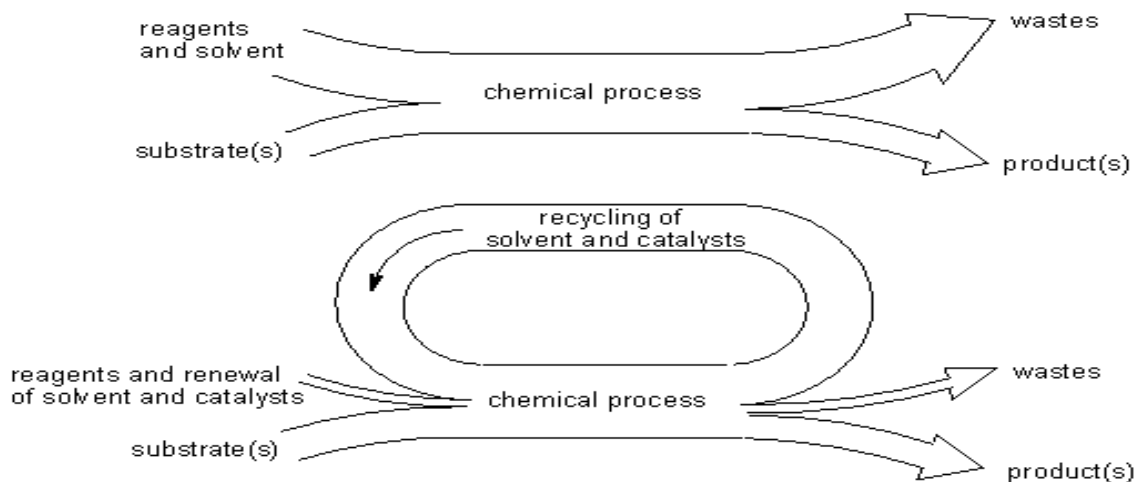 reagents
and solvent
wastes
chemical process
substrate(s)
product(s)
recycling of
solvent and catalysts
reagents and renewal
of solvent and catalysts
wastes
chemical process
substrate(s)
product(s)